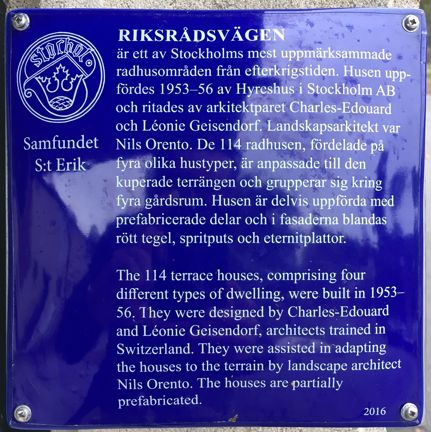 RIKSRÅDSVÄGEN
är ett av Stockholms mest uppmärksammade
radhusområden från efterkrigstiden. Husen upp-
fördes 1953–56 av Hyreshus i Stockholm AB
och ritades av arkitektparet Charles-Edouard
och Léonie Geisendorf. Landskapsarkitekt var
Nils Orento. De 114 radhusen, fördelade på
fyra olika hustyper, är anpassade till den
kuperade terrängen och grupperar sig kring
fyra gårdsrum. Husen är delvis uppförda med
prefabricerade delar och i fasaderna blandas
rött tegel, spritputs och eternitplattor.
The 114 terrace houses, comprising four
different types of dwelling, were built in 1953–
56. They were designed by Charles-Edouard
and Léonie Geisendorf, architects trained in
Switzerland. They were assisted in adapting
the houses to the terrain by landscape architect
Nils Orento. The houses are partially
prefabricated.
stochol
Samfundet
S:t Erik
2016